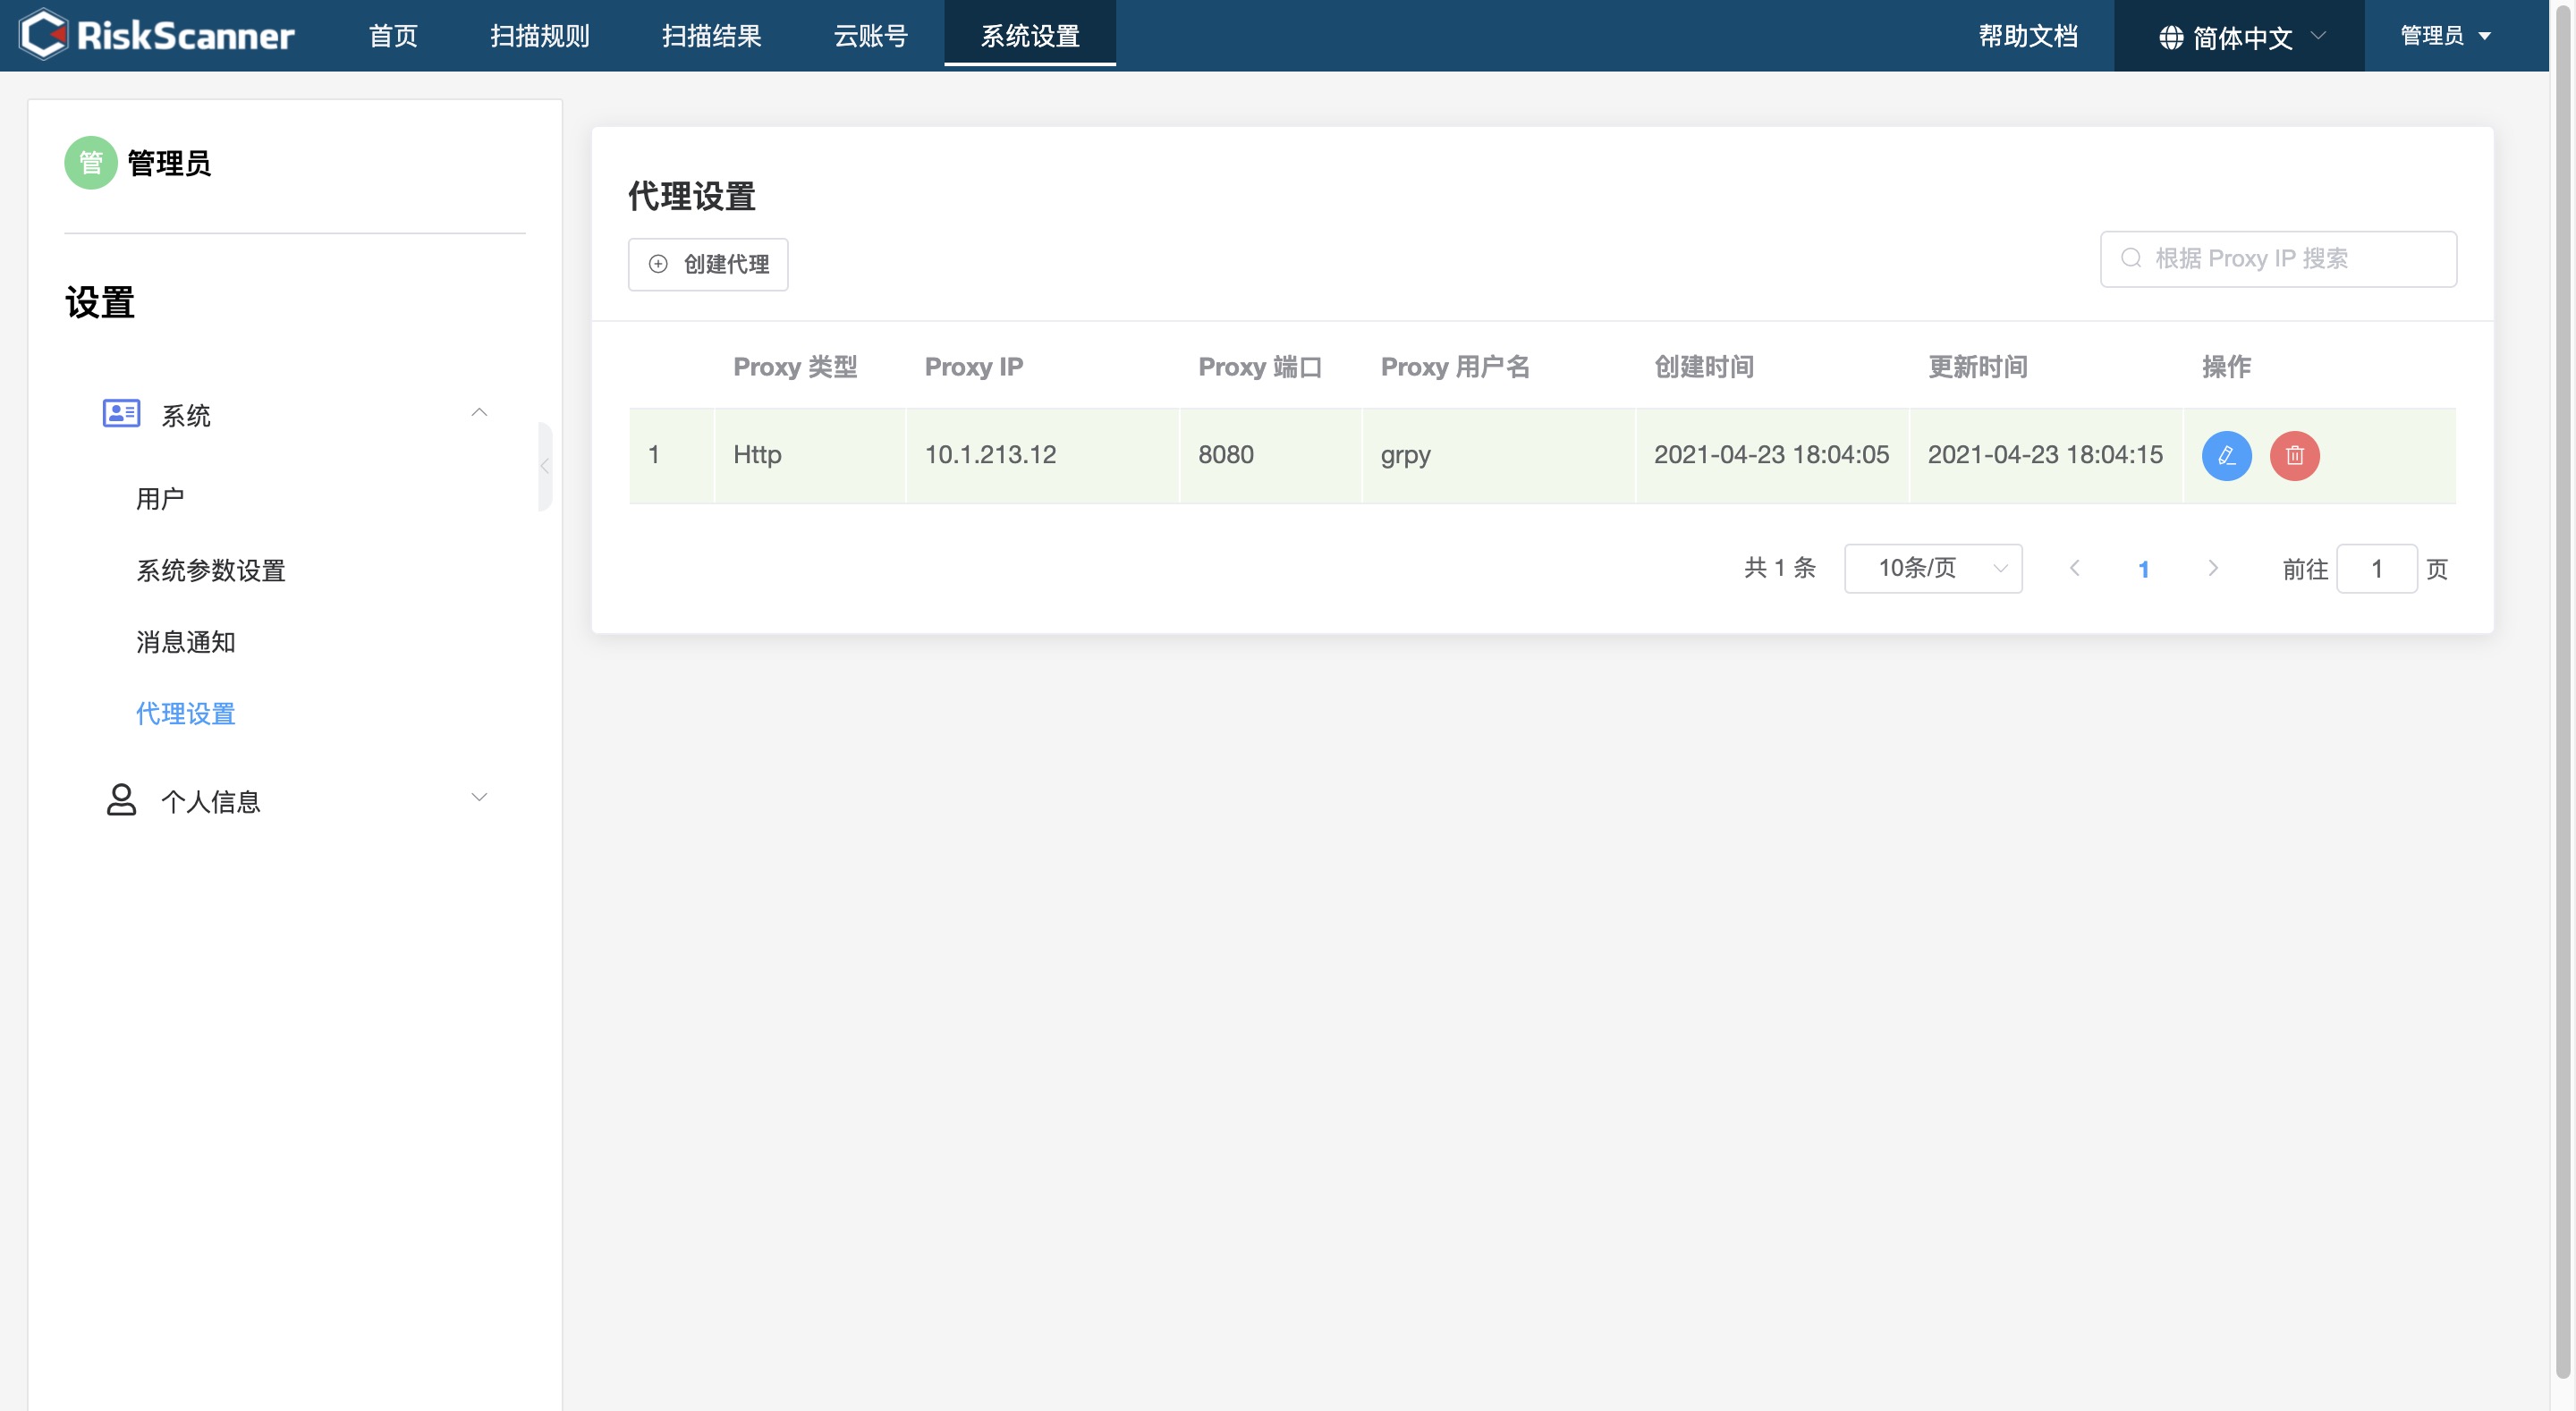 RiskScanner 首页 扫描规则 扫描结果 云账号 系统设置 帮助文档 简体中文 管理员
管 管理员
设置
系统
用户
系统参数设置
消息通知
代理设置
个人信息
代理设置
创建代理
根据 Proxy IP 搜索
Proxy 类型 Proxy IP Proxy 端口 Proxy 用户名 创建时间 更新时间 操作
1 Http 10.1.213.12 8080 grpy 2021-04-23 18:04:05 2021-04-23 18:04:15
共 1 条 10条/页 1 前往 1 页